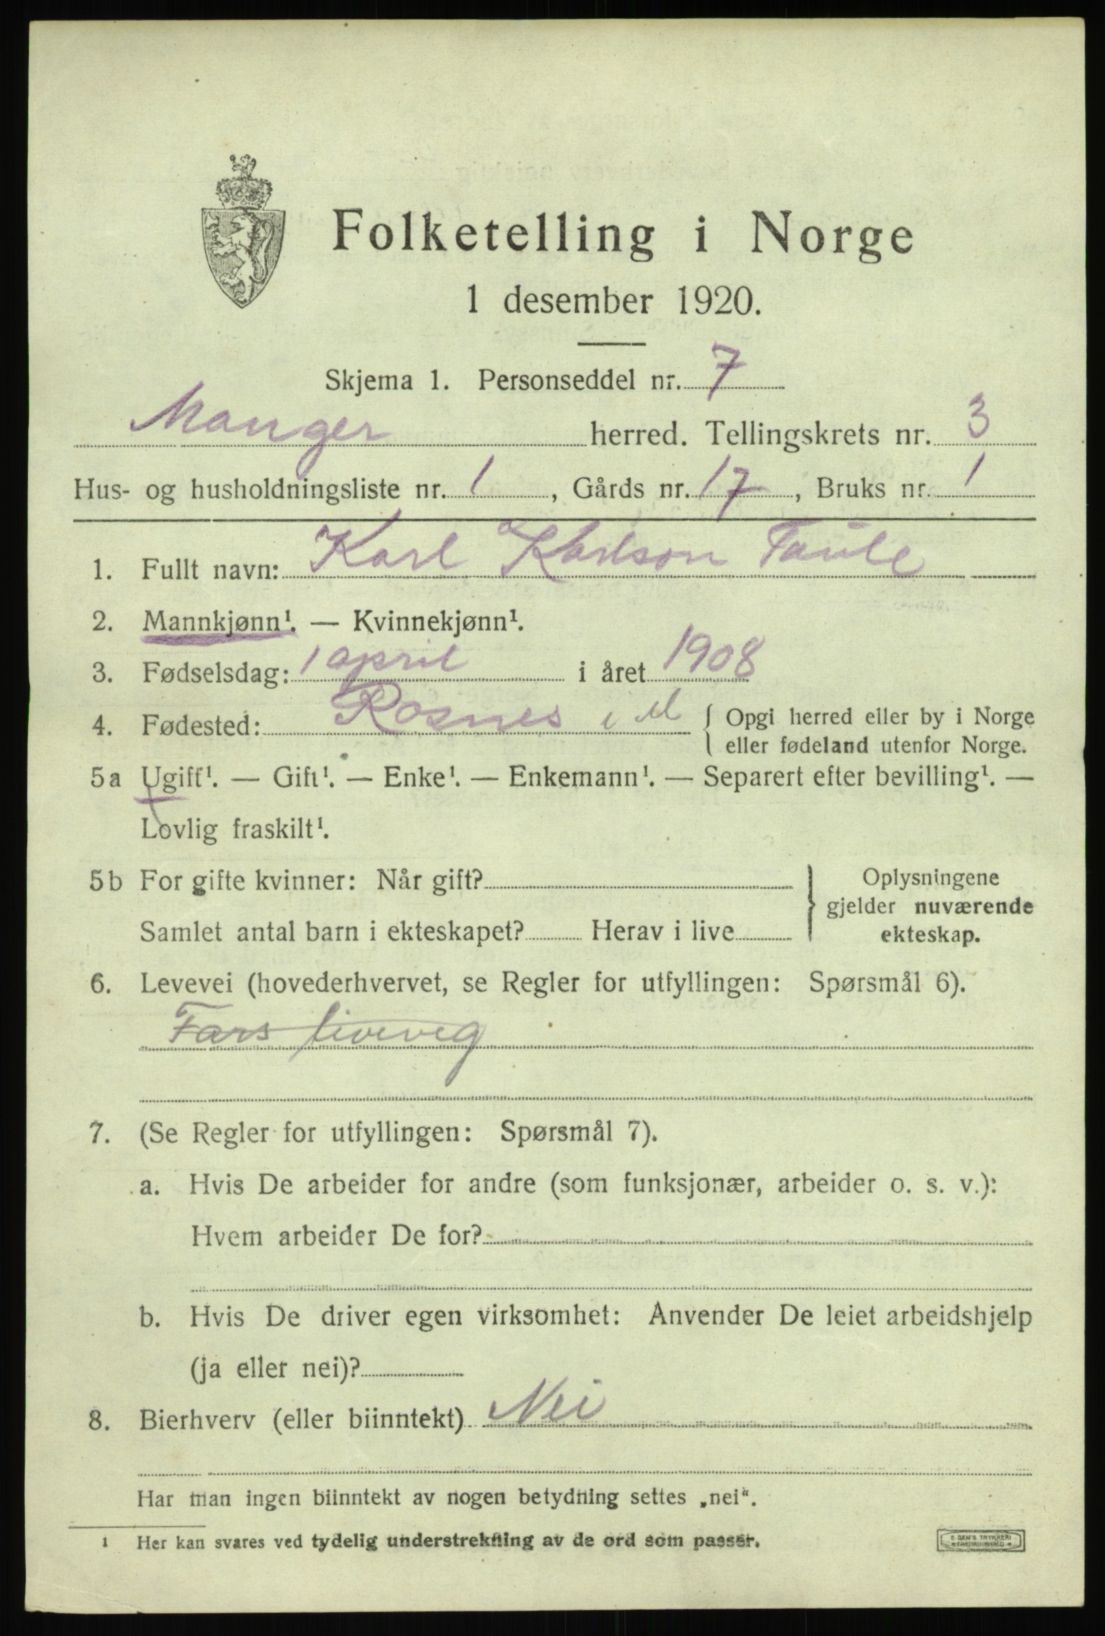 Folketelling i Norge
1 desember 1920.
Skjema 1. Personseddel nr. 7
Manger herred. Tellingskrets nr. 3
Hus- og husholdningsliste nr. 1, Gårds nr. 17, Bruks nr. 1
1. Fullt navn: Karl Karlson Taule
2. Mannkjønn¹. — Kvinnekjønn¹.
3. Fødselsdag: 1 april i året 1908
4. Fødested: Rosnes i M { Opgi herred eller by i Norge
eller fødeland utenfor Norge.
5a Ugift¹. — Gift¹. — Enke¹. — Enkemann¹. — Separert efter bevilling¹. —
Lovlig fraskilt¹.
5b For gifte kvinner: Når gift? } Oplysningene
gjelder nuværende
Samlet antal barn i ekteskapet? Herav i live ekteskap.
6. Levevei (hovederhvervet, se Regler for utfyllingen: Spørsmål 6).
Fars liveveg
7. (Se Regler for utfyllingen: Spørsmål 7).
a. Hvis De arbeider for andre (som funksjonær, arbeider o. s. v.):
Hvem arbeider De for?
b. Hvis De driver egen virksomhet: Anvender De leiet arbeidshjelp
(ja eller nei)?
8. Bierhverv (eller biinntekt) Nei
Har man ingen biinntekt av nogen betydning settes „nei“.
¹ Her kan svares ved tydelig understrekning av de ord som passer.